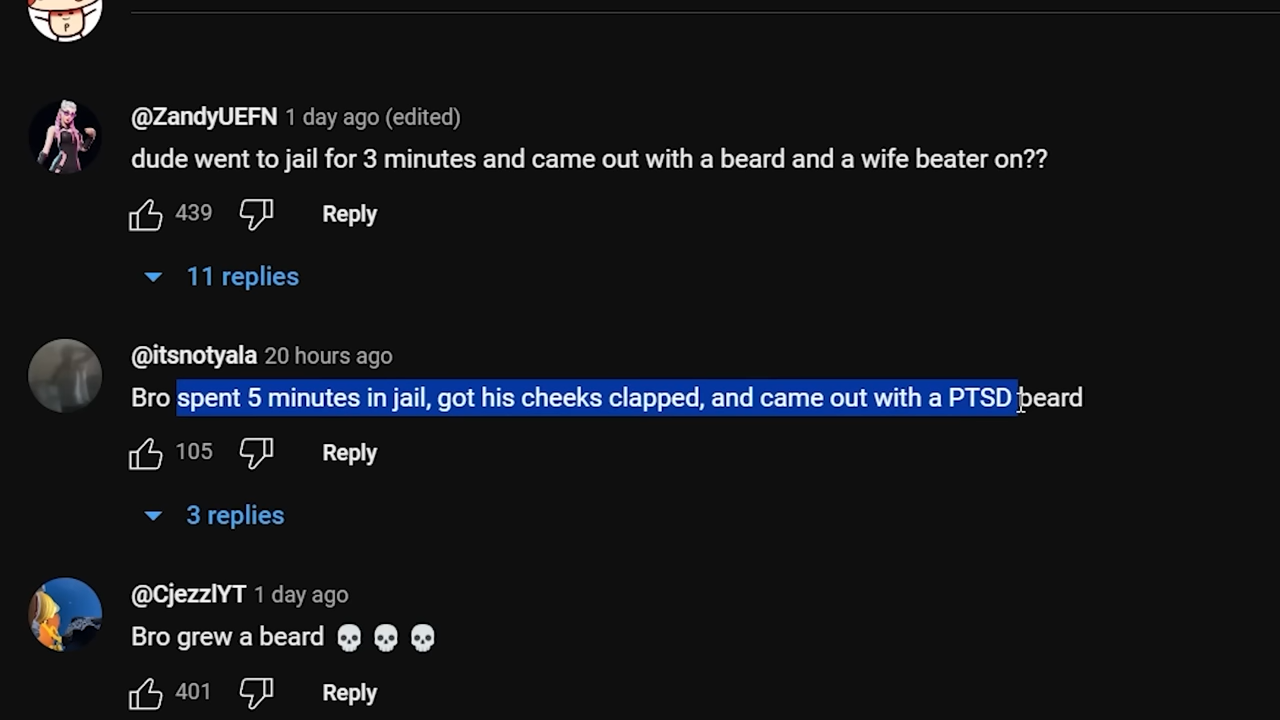 @ZandyUEFN 1 day ago (edited)
dude went to jail for 3 minutes and came out with a beard and a wife beater on??
439 Reply
11 replies
@itsnotyala 20 hours ago
Bro spent 5 minutes in jail, got his cheeks clapped, and came out with a PTSD beard
105 Reply
3 replies
@CjezzlYT 1 day ago
Bro grew a beard 💀 💀 💀
401 Reply